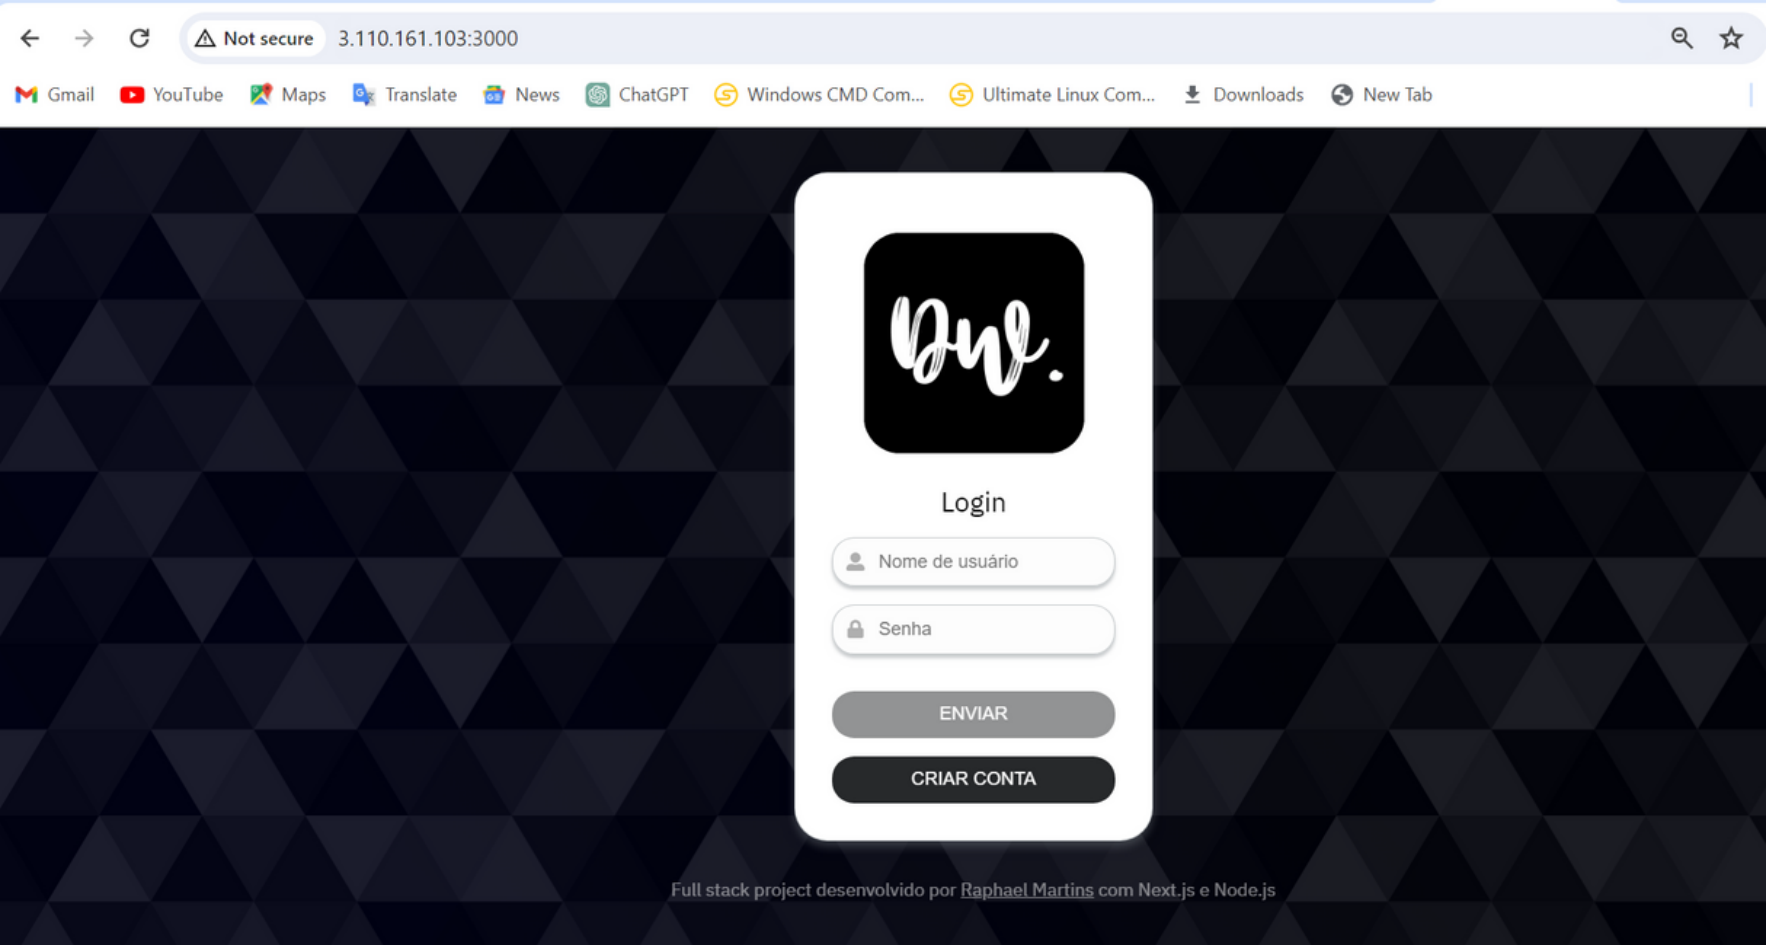 Not secure 3.110.161.103:3000
Gmail YouTube Maps Translate News ChatGPT Windows CMD Com... Ultimate Linux Com... Downloads New Tab
Dw.
Login
Nome de usuário
Senha
ENVIAR
CRIAR CONTA
Full stack project desenvolvido por Raphael Martins com Next.js e Node.js